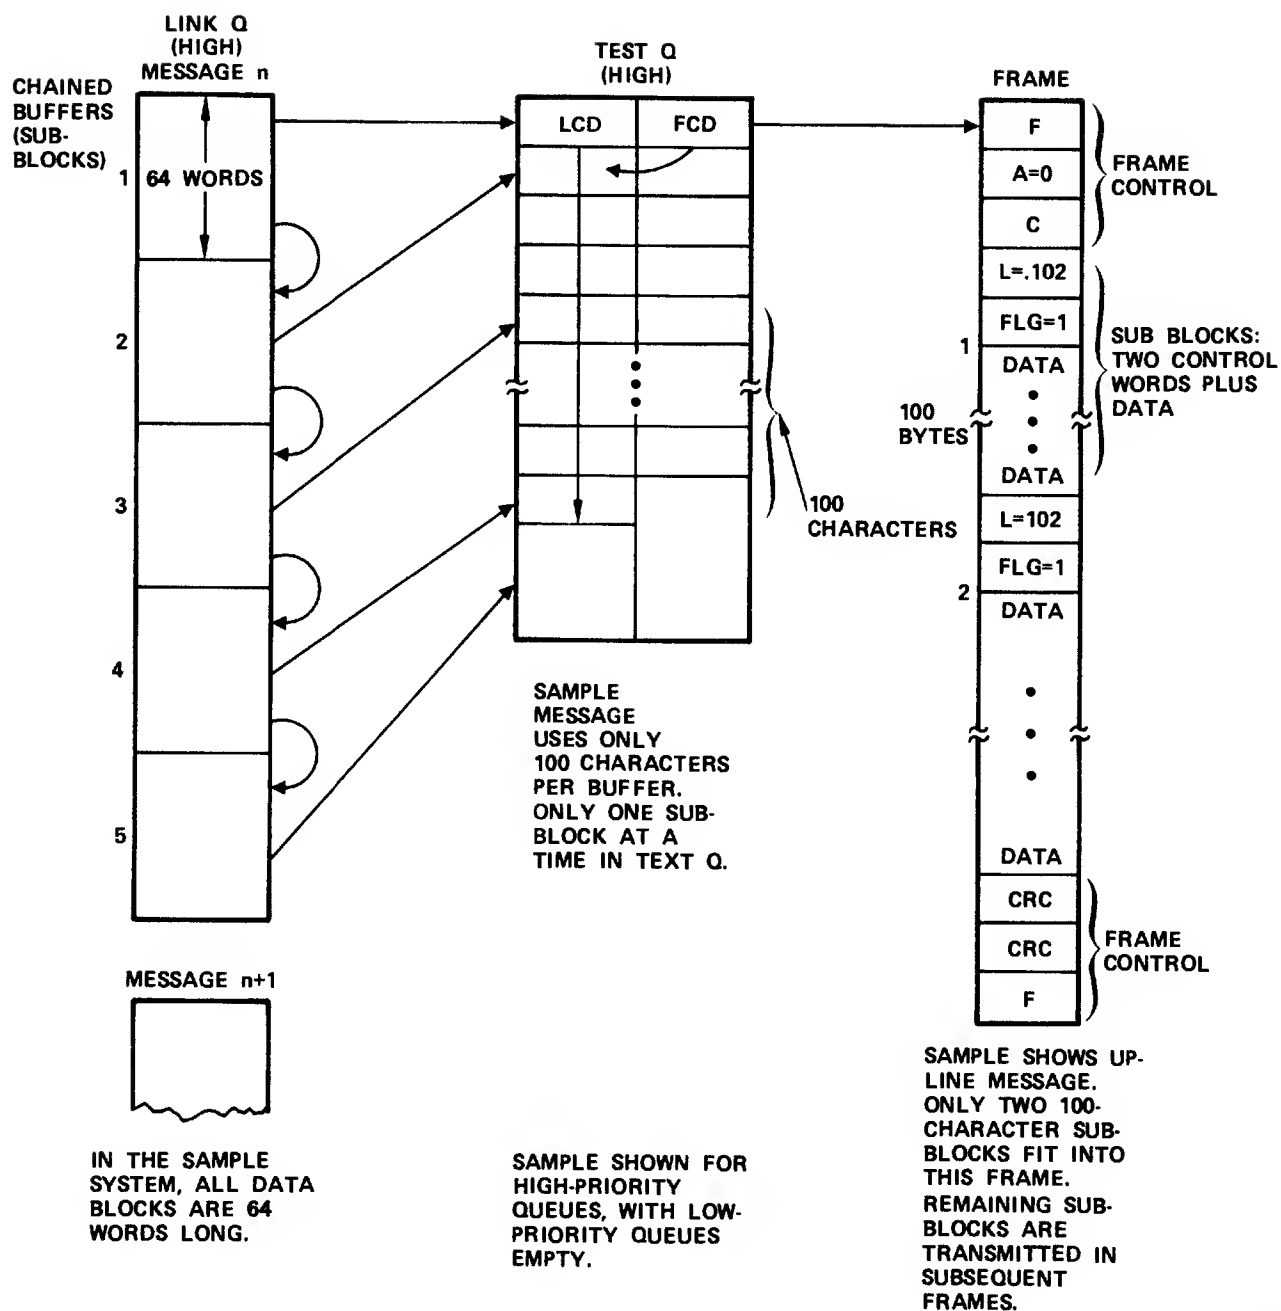 LINK Q
(HIGH)
MESSAGE n
CHAINED
BUFFERS
(SUB-
BLOCKS)
1
64 WORDS
2
3
4
5
MESSAGE n+1
IN THE SAMPLE
SYSTEM, ALL DATA
BLOCKS ARE 64
WORDS LONG.
TEST Q
(HIGH)
LCD
FCD
100
CHARACTERS
SAMPLE
MESSAGE
USES ONLY
100 CHARACTERS
PER BUFFER.
ONLY ONE SUB-
BLOCK AT A
TIME IN TEXT Q.
SAMPLE SHOWN FOR
HIGH-PRIORITY
QUEUES, WITH LOW-
PRIORITY QUEUES
EMPTY.
FRAME
F
A=0
C
FRAME
CONTROL
L=.102
FLG=1
1
DATA
100
BYTES
DATA
SUB BLOCKS:
TWO CONTROL
WORDS PLUS
DATA
L=102
FLG=1
2
DATA
DATA
CRC
CRC
F
FRAME
CONTROL
SAMPLE SHOWS UP-
LINE MESSAGE.
ONLY TWO 100-
CHARACTER SUB-
BLOCKS FIT INTO
THIS FRAME.
REMAINING SUB-
BLOCKS ARE
TRANSMITTED IN
SUBSEQUENT
FRAMES.